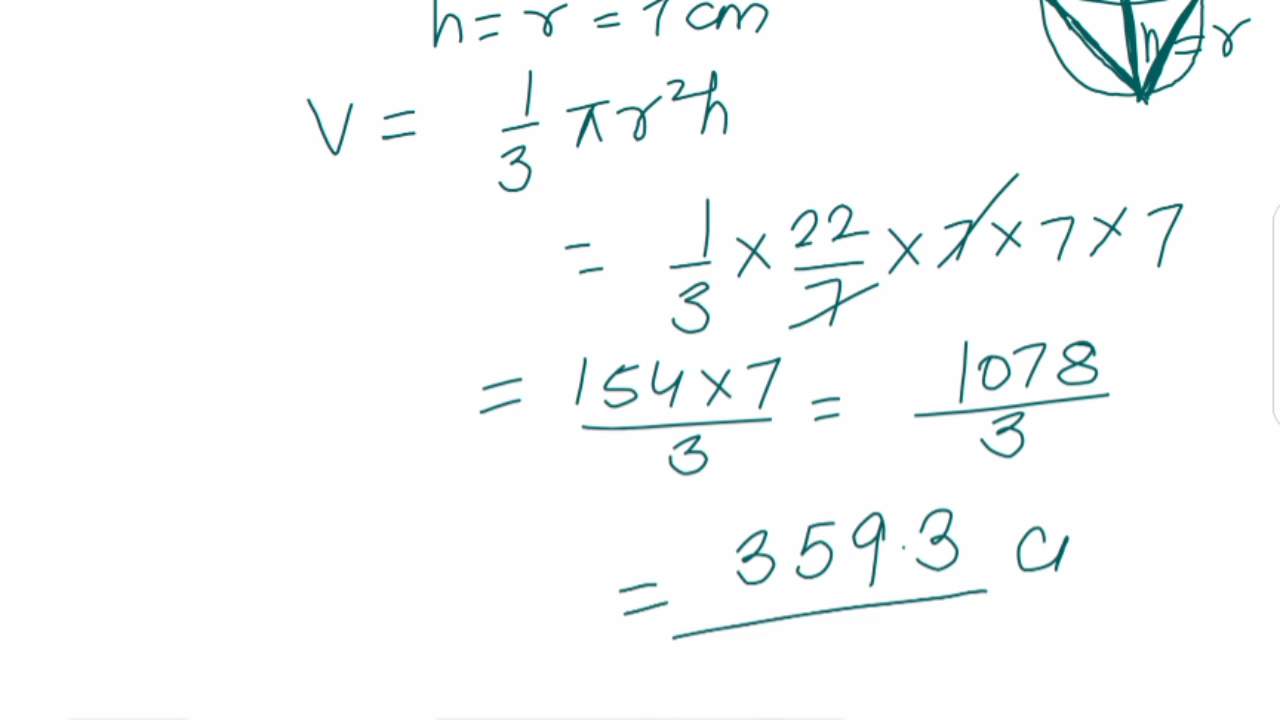 h = r = 7 cm
h = r
V = 1/3 πr²h
= 1/3 × 22/7 × 7 × 7 × 7
= 154×7/3 = 1078/3
= 359.3 c